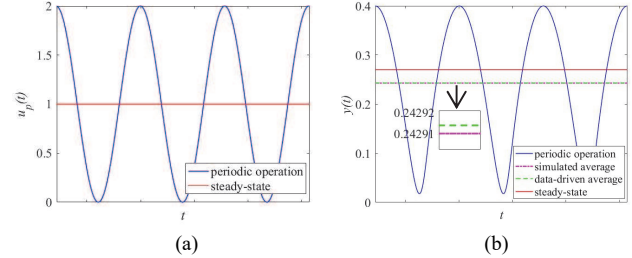 2
1.5
1
0.5
0
u_p(t)
t
periodic operation
steady-state
(a)
0.4
0.3
0.2
0.1
0
y(t)
t
0.24292
0.24291
periodic operation
simulated average
data-driven average
steady-state
(b)